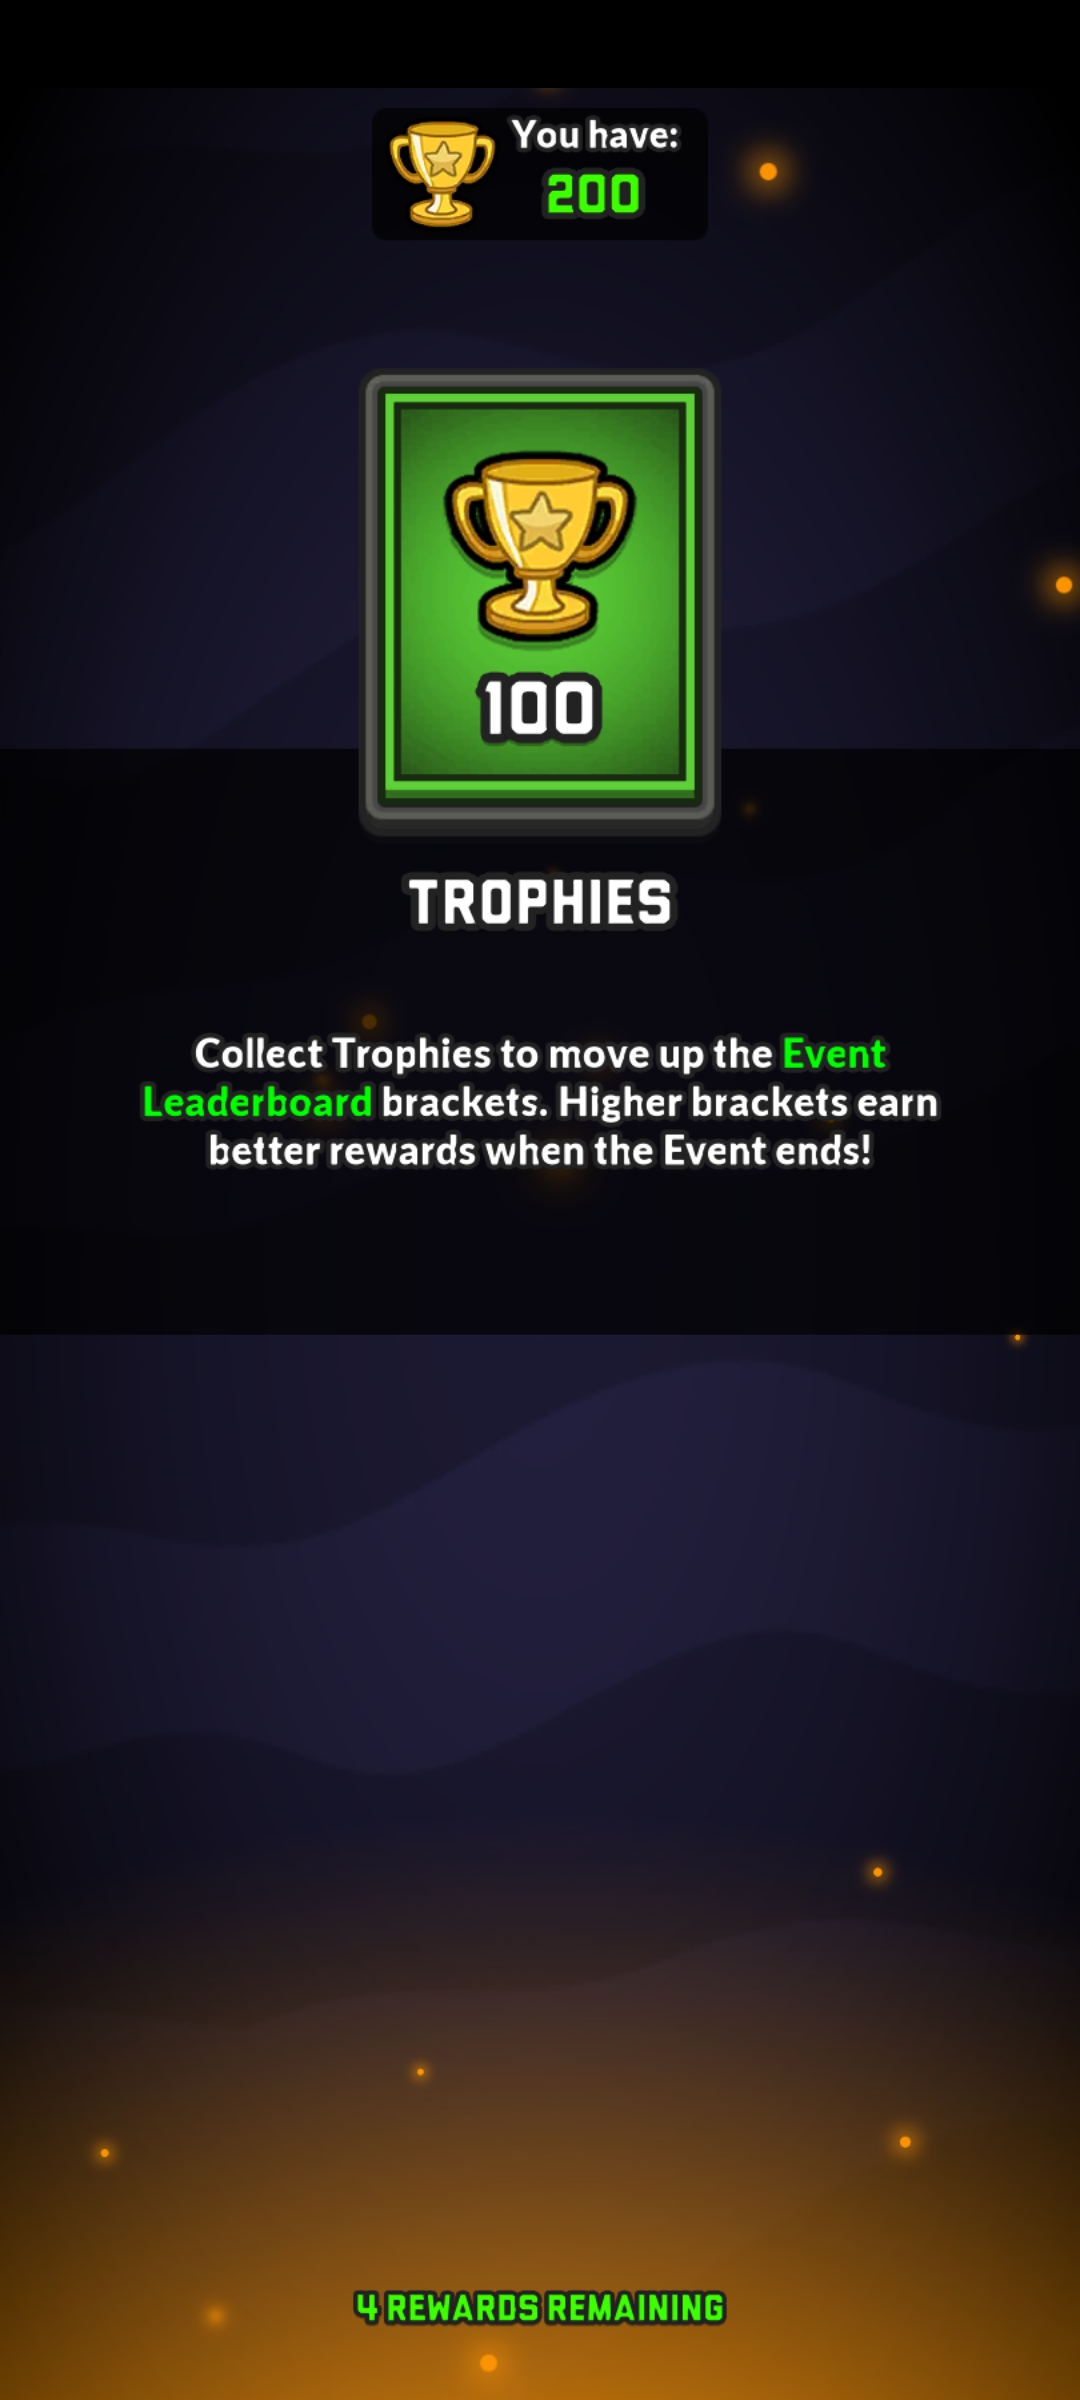 You have:
200
100
TROPHIES
Collect Trophies to move up the Event
Leaderboard brackets. Higher brackets earn
better rewards when the Event ends!
4 REWARDS REMAINING